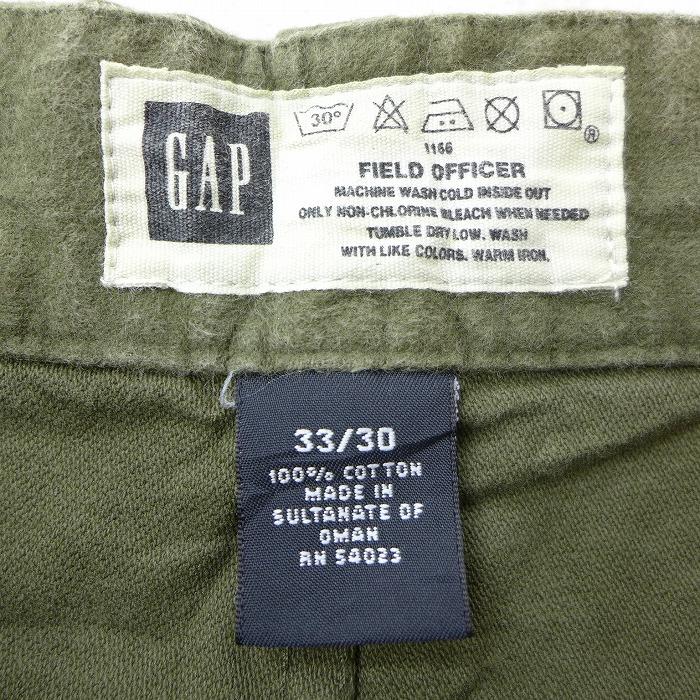 GAP
30°
1166
®
FIELD OFFICER
MACHINE WASH COLD INSIDE OUT
ONLY NON-CHLORINE BLEACH WHEN NEEDED
TUMBLE DRY LOW. WASH
WITH LIKE COLORS. WARM IRON.
33/30
100% COTTON
MADE IN
SULTANATE OF
OMAN
RN 54023